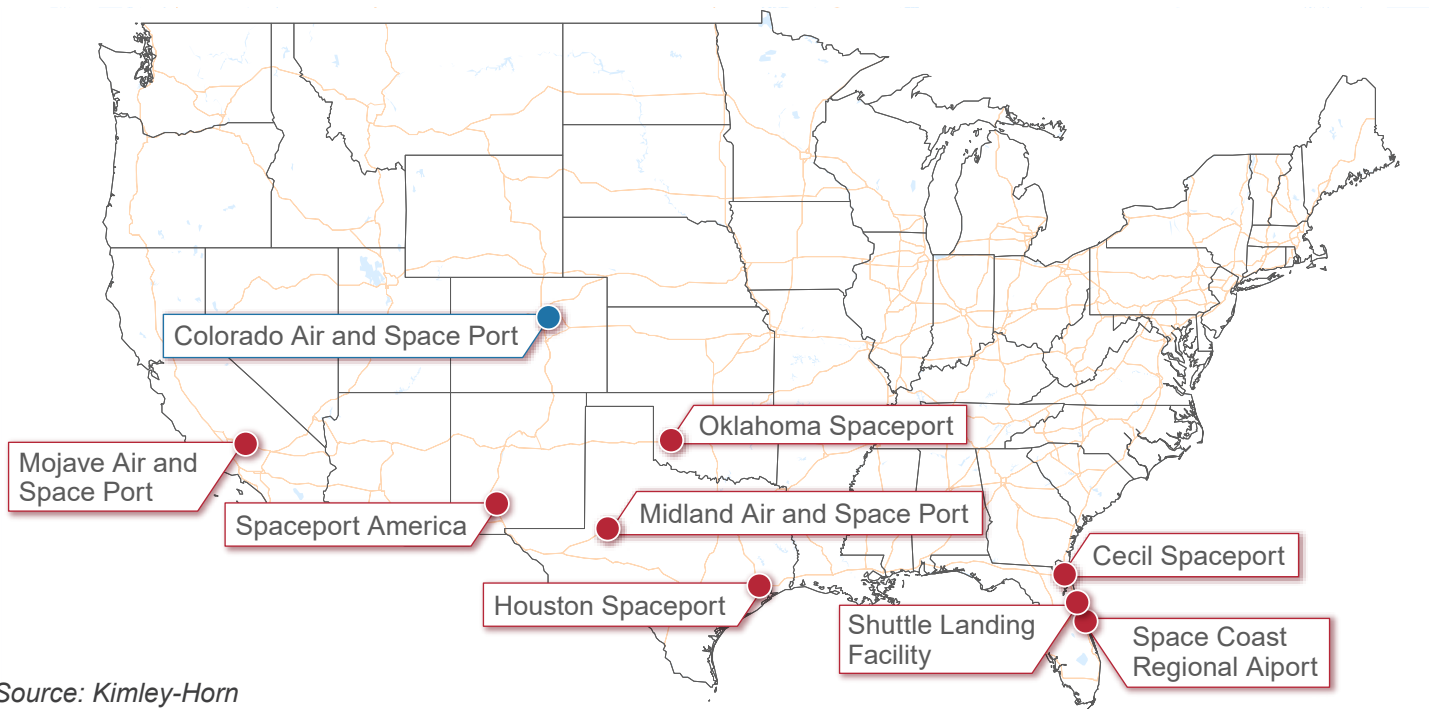 Colorado Air and Space Port
Oklahoma Spaceport
Mojave Air and
Space Port
Spaceport America
Midland Air and Space Port
Cecil Spaceport
Houston Spaceport
Shuttle Landing
Facility
Space Coast
Regional Aiport
Source: Kimley-Horn